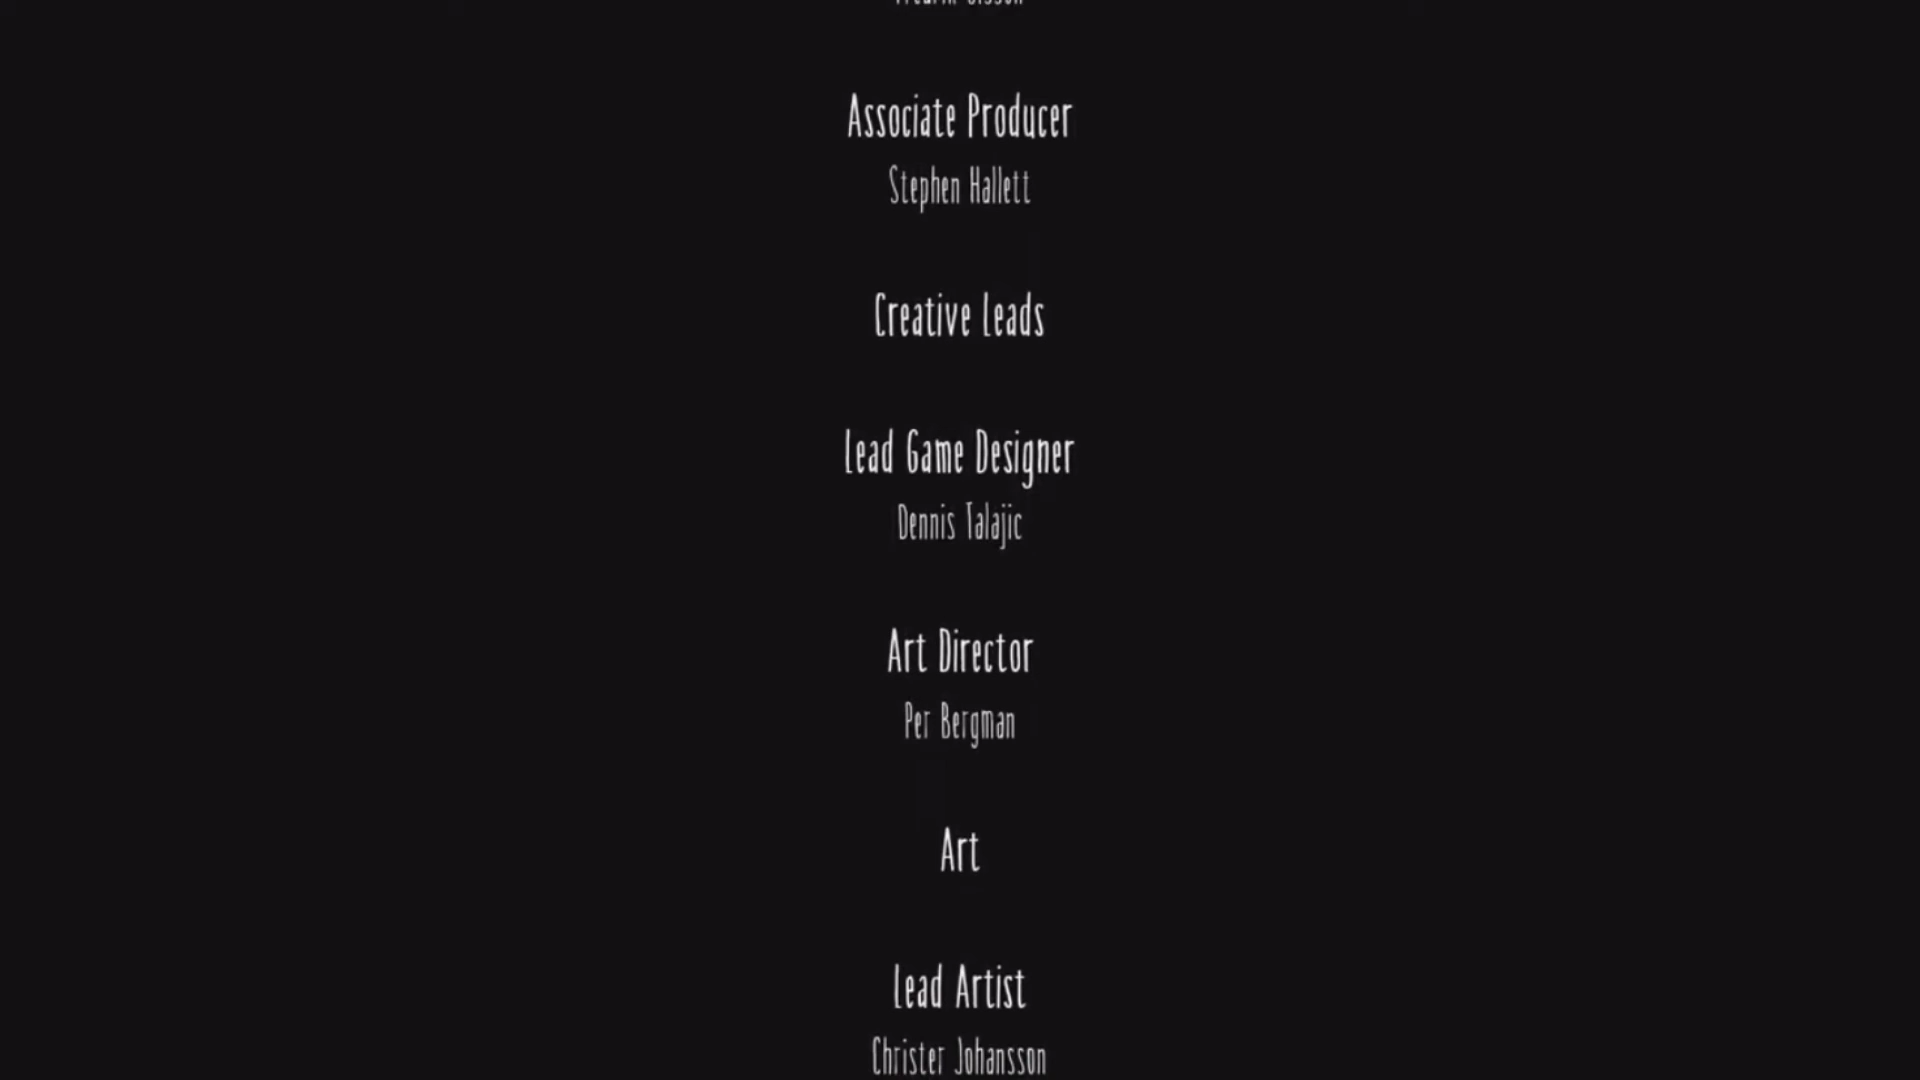 Associate Producer
Stephen Hallett
Creative Leads
Lead Game Designer
Dennis Talajic
Art Director
Per Bergman
Art
Lead Artist
Christer Johansson